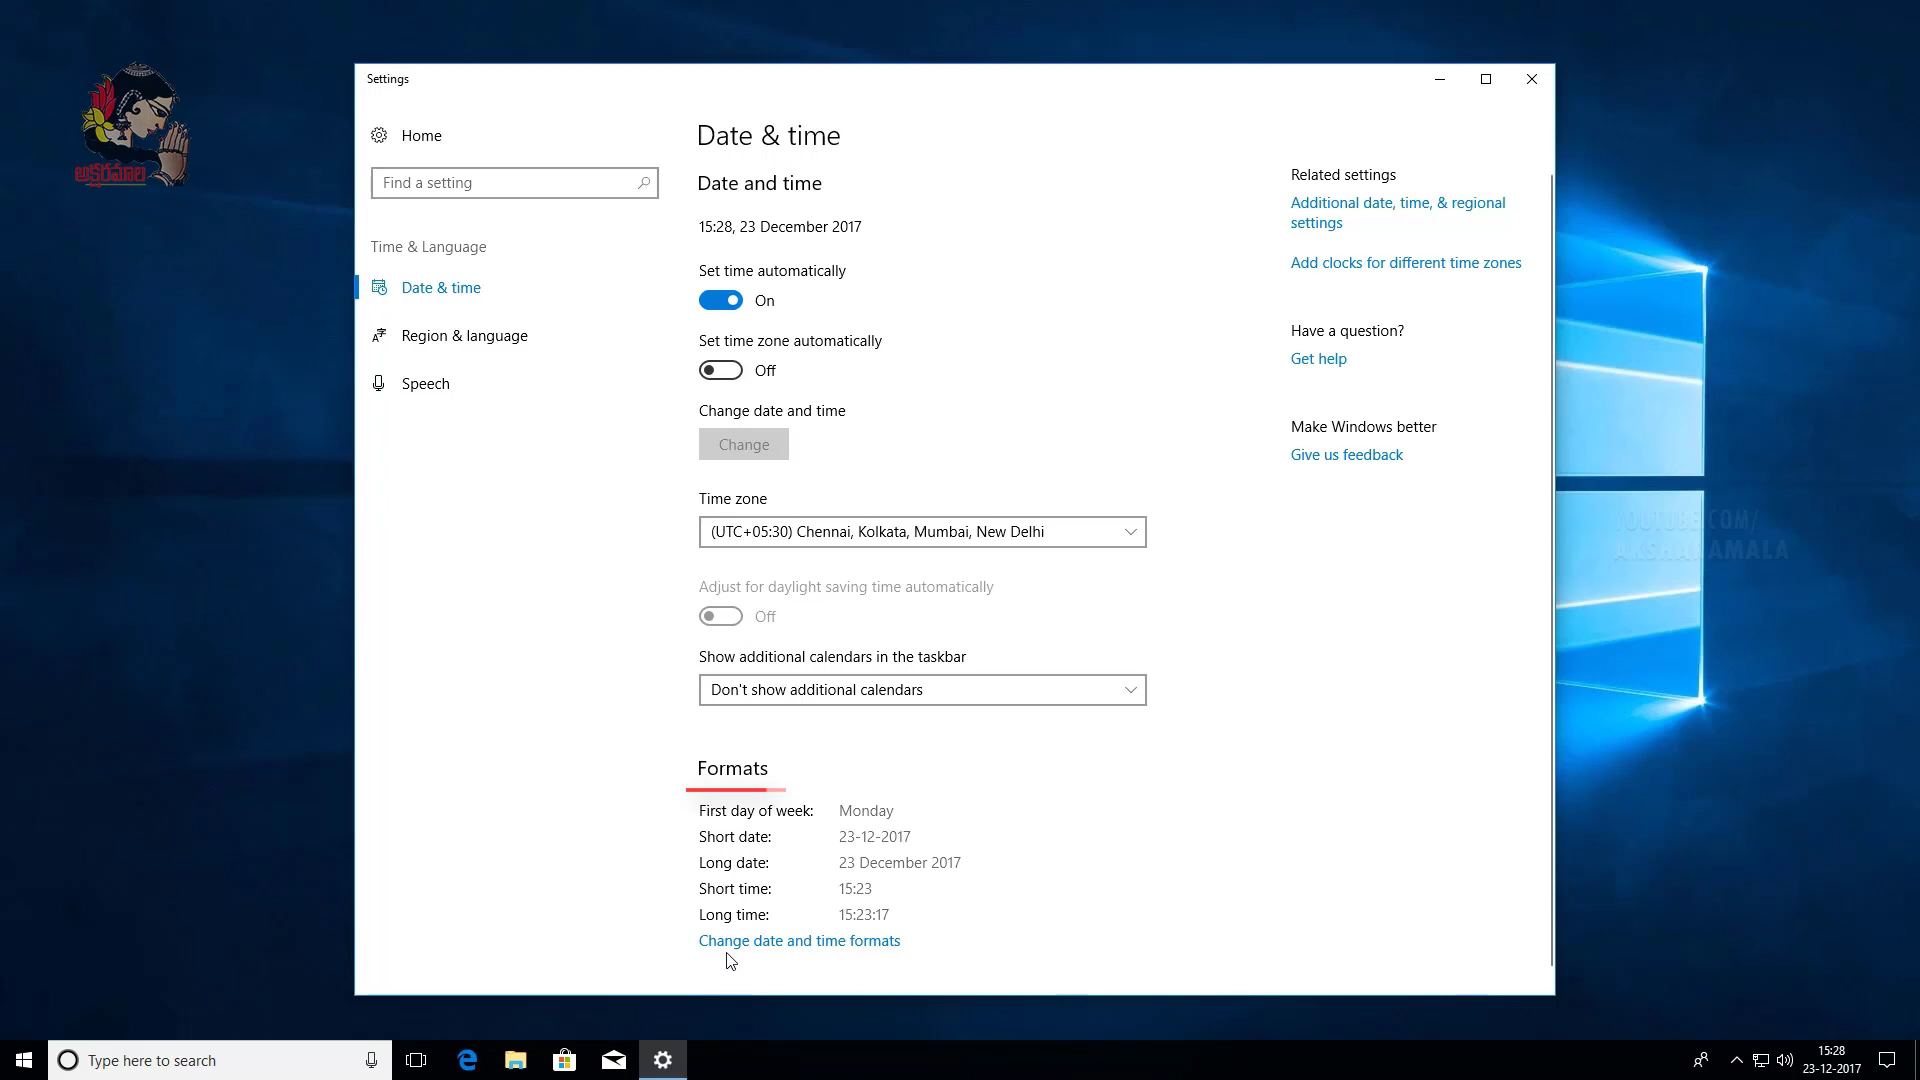 అక్షరమాల
Settings
Home
Find a setting
Time & Language
Date & time
Region & language
Speech
Date & time
Date and time
15:28, 23 December 2017
Set time automatically
On
Set time zone automatically
Off
Change date and time
Change
Time zone
(UTC+05:30) Chennai, Kolkata, Mumbai, New Delhi
Adjust for daylight saving time automatically
Off
Show additional calendars in the taskbar
Don't show additional calendars
Formats
First day of week: Monday
Short date: 23-12-2017
Long date: 23 December 2017
Short time: 15:23
Long time: 15:23:17
Change date and time formats
Related settings
Additional date, time, & regional
settings
Add clocks for different time zones
Have a question?
Get help
Make Windows better
Give us feedback
YOUTUBE.COM/
AKSHARAMALA
Type here to search
15:28
23-12-2017